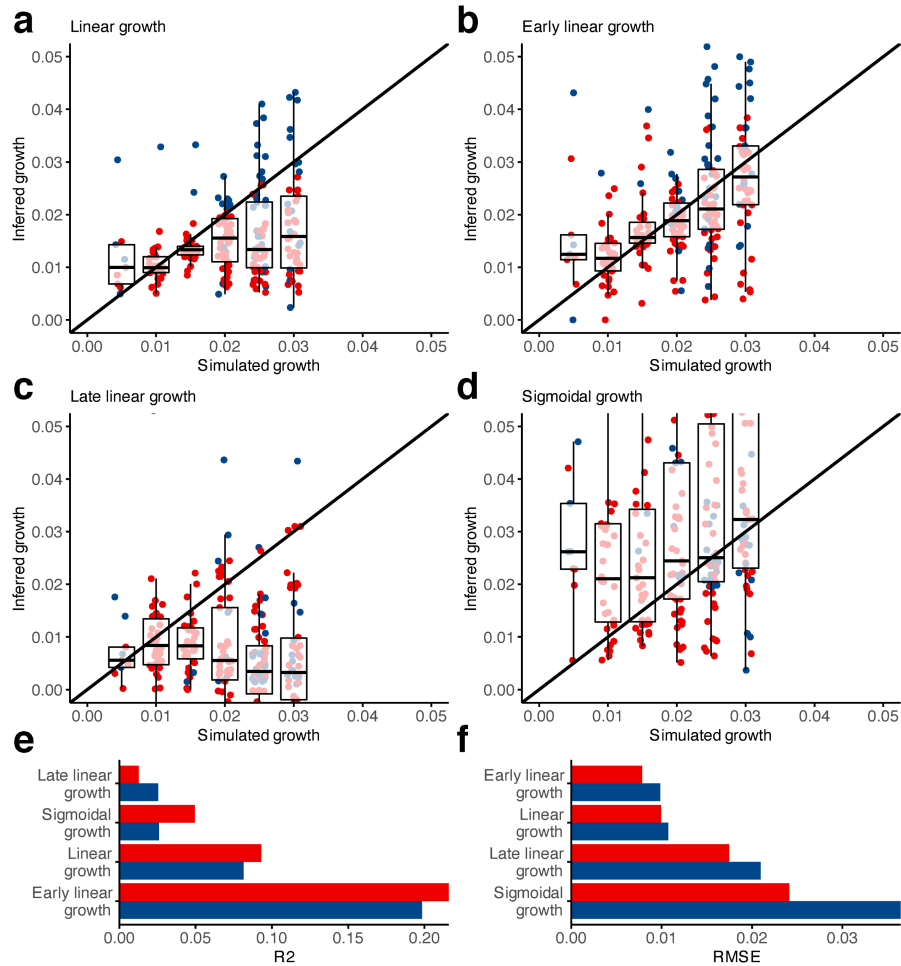 a
Linear growth
0.05
0.04
0.03
0.02
0.01
0.00
Inferred growth
0.00 0.01 0.02 0.03 0.04 0.05
Simulated growth
b
Early linear growth
0.05
0.04
0.03
0.02
0.01
0.00
Inferred growth
0.00 0.01 0.02 0.03 0.04 0.05
Simulated growth
c
Late linear growth
0.05
0.04
0.03
0.02
0.01
0.00
Inferred growth
0.00 0.01 0.02 0.03 0.04 0.05
Simulated growth
d
Sigmoidal growth
0.05
0.04
0.03
0.02
0.01
0.00
Inferred growth
0.00 0.01 0.02 0.03 0.04 0.05
Simulated growth
e
Late linear
growth
Sigmoidal
growth
Linear
growth
Early linear
growth
0.00 0.05 0.10 0.15 0.20
R2
f
Early linear
growth
Linear
growth
Late linear
growth
Sigmoidal
growth
0.00 0.01 0.02 0.03
RMSE